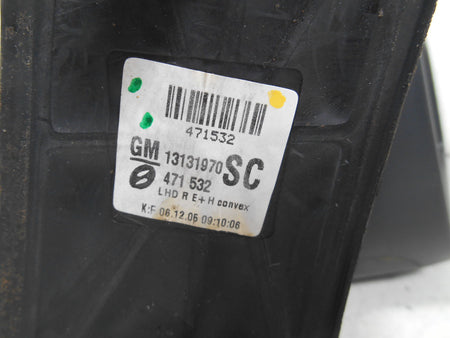 471532
GM 13131970 SC
471 532
LHD R E+H convex
K:F 06.12.06 09:10:06